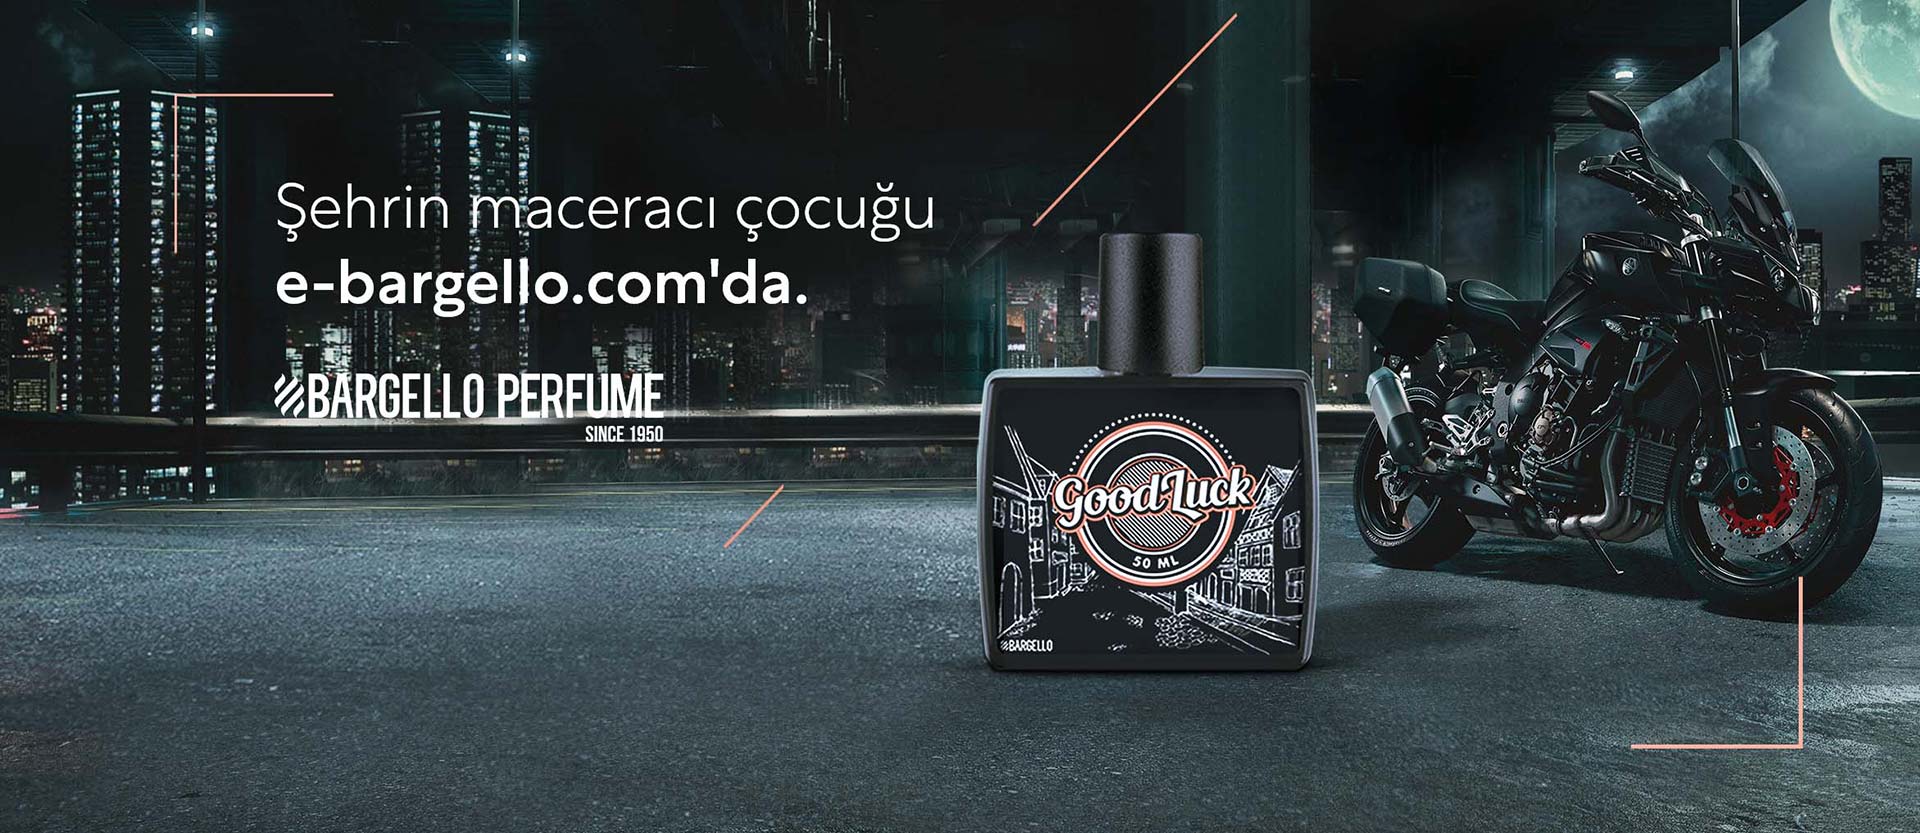 Şehrin maceracı çocuğu
e-bargello.com'da.
BARGELLO PERFUME
SINCE 1950
Good Luck
50 ML
BARGELLO